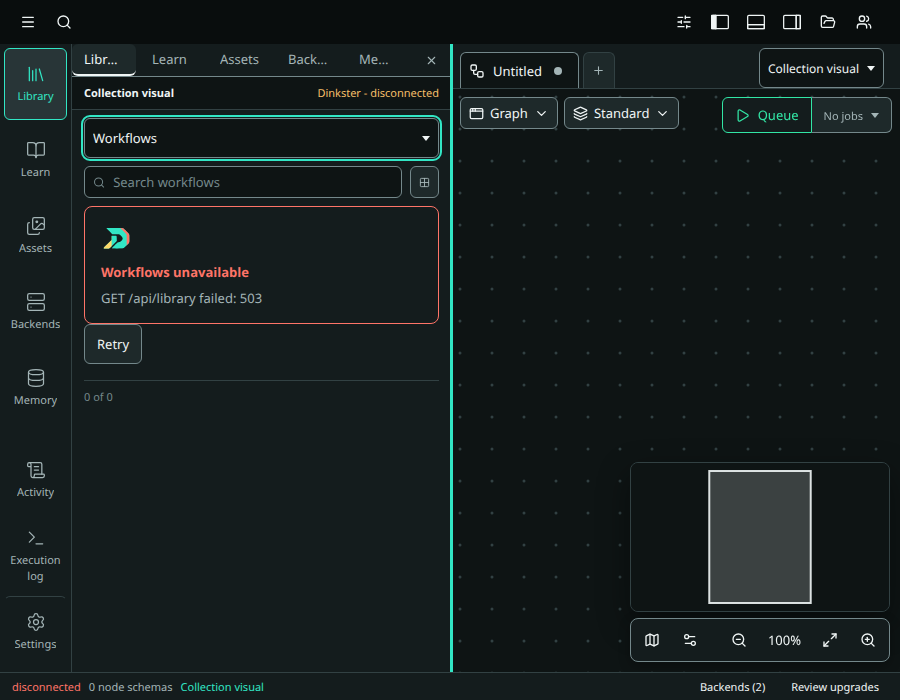 Libr...
Learn
Assets
Back...
Me...
Untitled
Collection visual
Collection visual
Dinkster - disconnected
Library
Learn
Assets
Backends
Memory
Activity
Execution
log
Settings
Workflows
Search workflows
Workflows unavailable
GET /api/library failed: 503
Retry
0 of 0
Graph
Standard
Queue
No jobs
100%
disconnected
0 node schemas
Collection visual
Backends (2)
Review upgrades